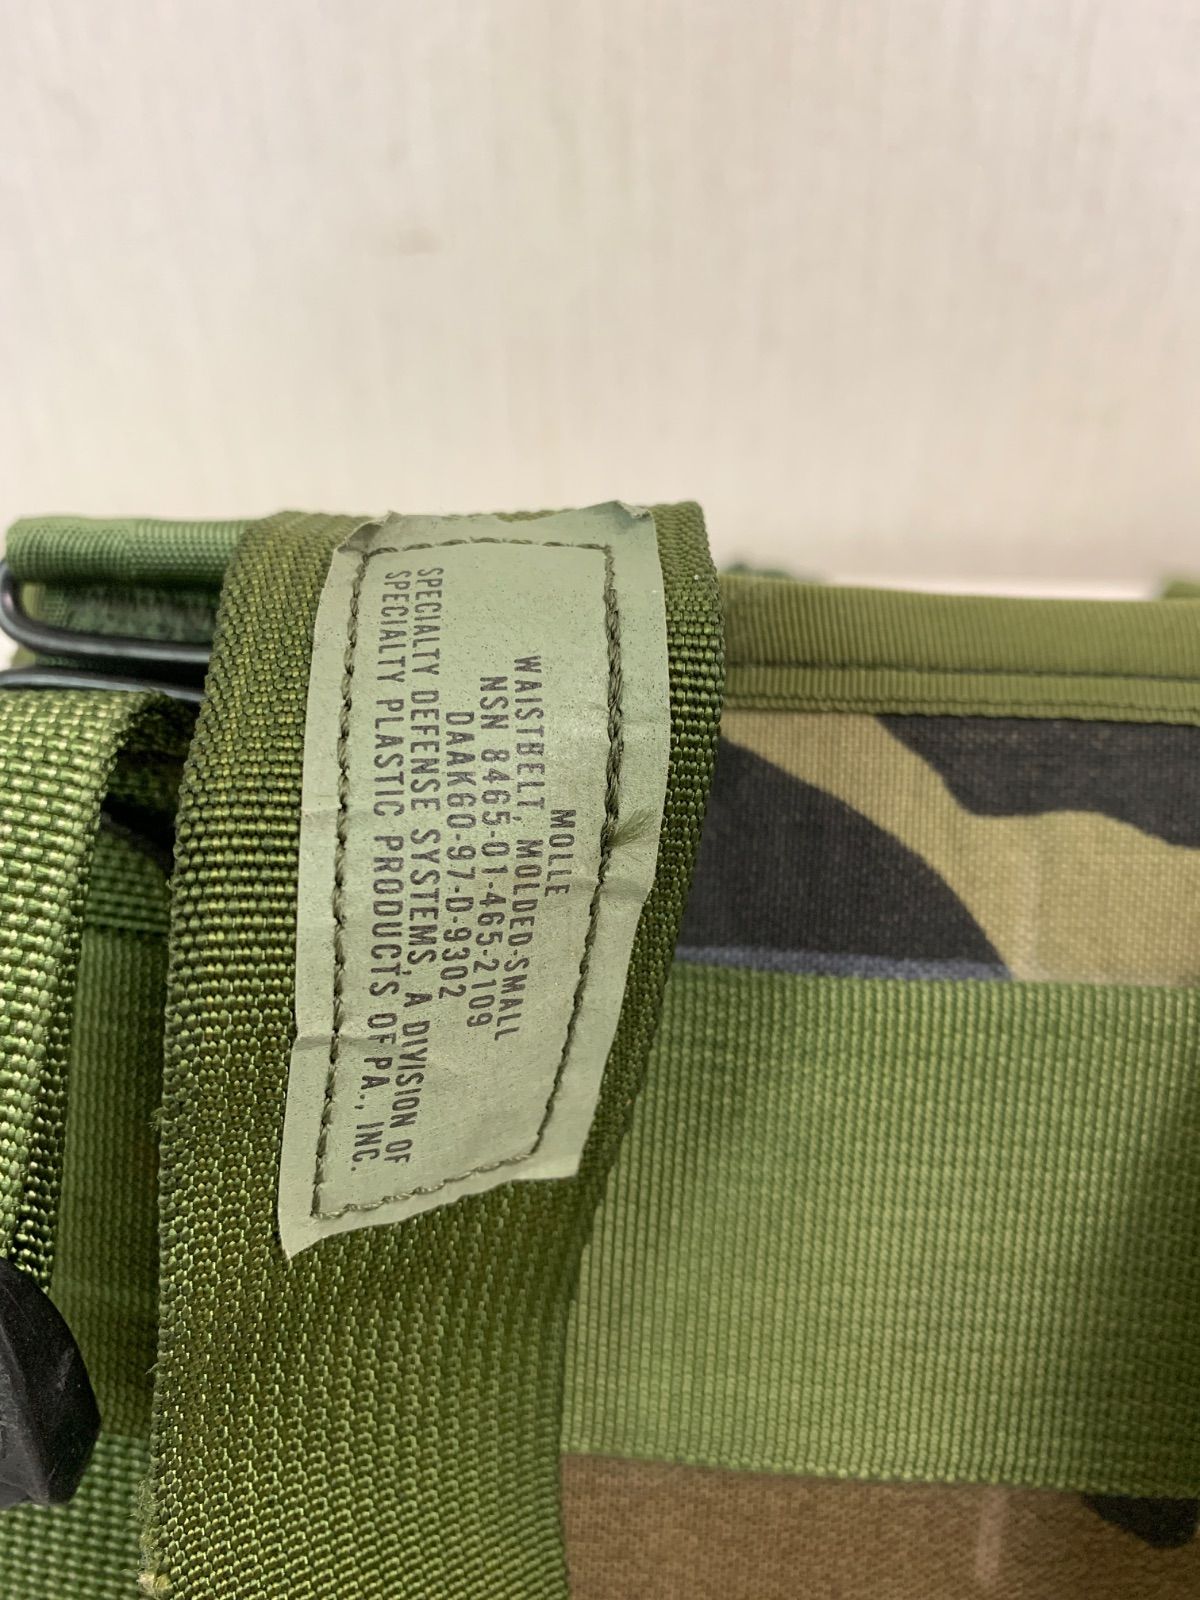 MOLLE
WAISTBELT, MOLDED-SMALL
NSN 8465-01-465-2109
DAAK60-97-D-9302
SPECIALTY DEFENSE SYSTEMS, A DIVISION OF
SPECIALTY PLASTIC PRODUCTS OF PA., INC.